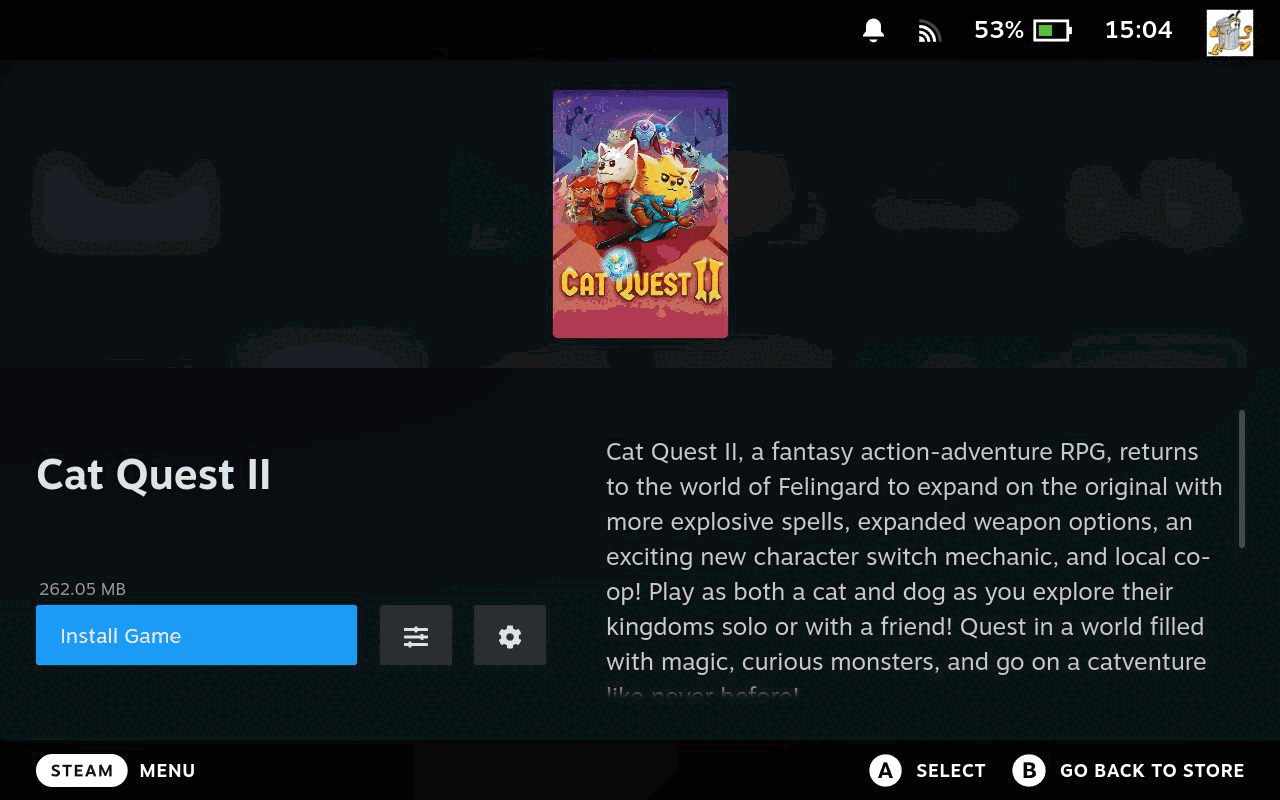 53%
15:04
CAT QUEST II
Cat Quest II
262.05 MB
Install Game
Cat Quest II, a fantasy action-adventure RPG, returns
to the world of Felingard to expand on the original with
more explosive spells, expanded weapon options, an
exciting new character switch mechanic, and local co-
op! Play as both a cat and dog as you explore their
kingdoms solo or with a friend! Quest in a world filled
with magic, curious monsters, and go on a catventure
like never before!
STEAM MENU
A SELECT B GO BACK TO STORE